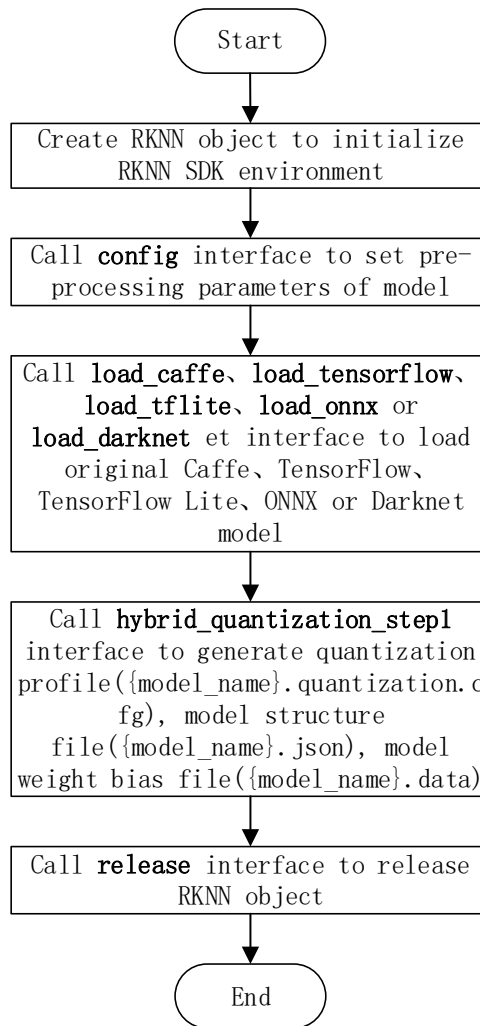 Start
Create RKNN object to initialize
RKNN SDK environment
Call config interface to set pre-
processing parameters of model
Call load_caffe、load_tensorflow、
load_tflite、load_onnx or
load_darknet et interface to load
original Caffe、TensorFlow、
TensorFlow Lite、ONNX or Darknet
model
Call hybrid_quantization_step1
interface to generate quantization
profile({model_name}.quantization.c
fg), model structure
file({model_name}.json), model
weight bias file({model_name}.data)
Call release interface to release
RKNN object
End